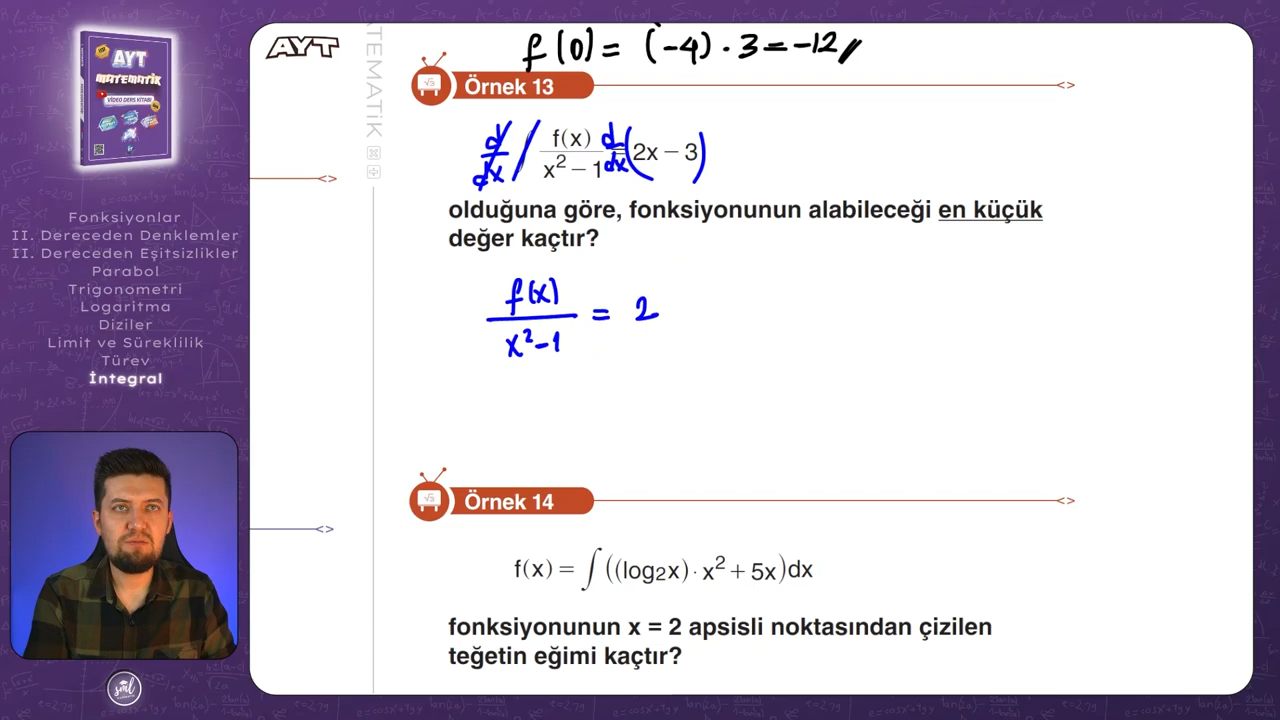 AYT
MATEMATİK
VİDEO DERS KİTABI
AYT
TEMATİK
f(0) = (-4) · 3 = -12
Örnek 13
d/dx f(x)/(x² − 1) = d/dx (2x − 3)
olduğuna göre, fonksiyonunun alabileceği en küçük
değer kaçtır?
f(x)/(x²-1) = 2
Fonksiyonlar
II. Dereceden Denklemler
II. Dereceden Eşitsizlikler
Parabol
Trigonometri
Logaritma
Diziler
Limit ve Süreklilik
Türev
İntegral
Örnek 14
f(x) = ∫((log₂x) · x² + 5x)dx
fonksiyonunun x = 2 apsisli noktasından çizilen
teğetin eğimi kaçtır?
sml